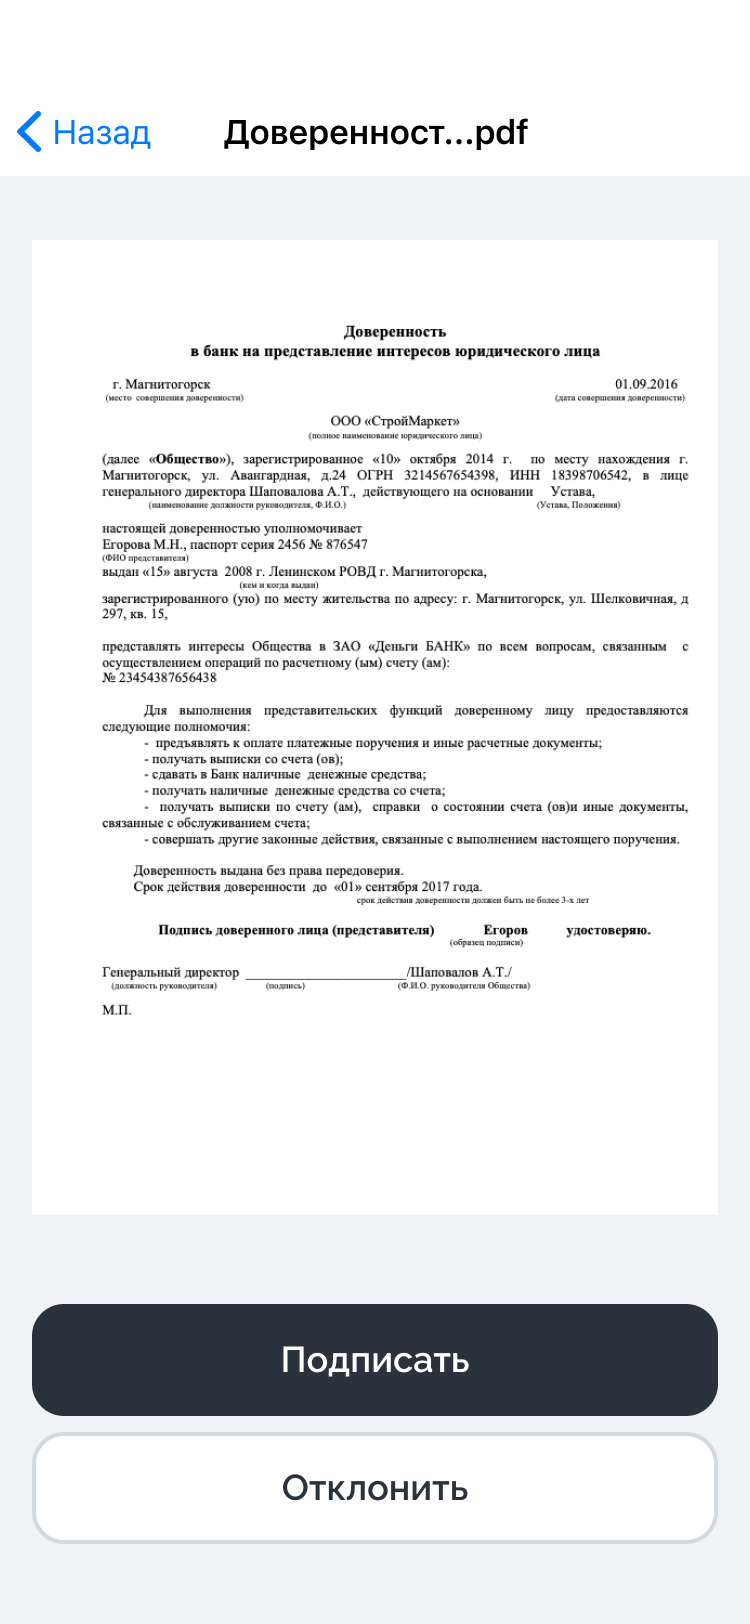 Назад
Доверенност...pdf
Доверенность
в банк на представление интересов юридического лица
г. Магнитогорск 01.09.2016
(место совершения доверенности) (дата совершения доверенности)
ООО «СтройМаркет»
(полное наименование юридического лица)
(далее «Общество»), зарегистрированное «10» октября 2014 г. по месту нахождения г.
Магнитогорск, ул. Авангардная, д.24 ОГРН 3214567654398, ИНН 18398706542, в лице
генерального директора Шаповалова А.Т., действующего на основании Устава,
(наименование должности руководителя, Ф.И.О.) (Устава, Положения)
настоящей доверенностью уполномочивает
Егорова М.Н., паспорт серия 2456 № 876547
(ФИО представителя)
выдан «15» августа 2008 г. Ленинском РОВД г. Магнитогорска,
(кем и когда выдан)
зарегистрированного (ую) по месту жительства по адресу: г. Магнитогорск, ул. Шелковичная, д
297, кв. 15,
представлять интересы Общества в ЗАО «Деньги БАНК» по всем вопросам, связанным с
осуществлением операций по расчетному (ым) счету (ам):
№ 23454387656438
Для выполнения представительских функций доверенному лицу предоставляются
следующие полномочия:
- предъявлять к оплате платежные поручения и иные расчетные документы;
- получать выписки со счета (ов);
- сдавать в Банк наличные денежные средства;
- получать наличные денежные средства со счета;
- получать выписки по счету (ам), справки о состоянии счета (ов)и иные документы,
связанные с обслуживанием счета;
- совершать другие законные действия, связанные с выполнением настоящего поручения.
Доверенность выдана без права передоверия.
Срок действия доверенности до «01» сентября 2017 года.
срок действия доверенности должен быть не более 3-х лет
Подпись доверенного лица (представителя) Егоров удостоверяю.
(образец подписи)
Генеральный директор ________________________/Шаповалов А.Т./
(должность руководителя) (подпись) (Ф.И.О. руководителя Общества)
М.П.
Подписать
Отклонить